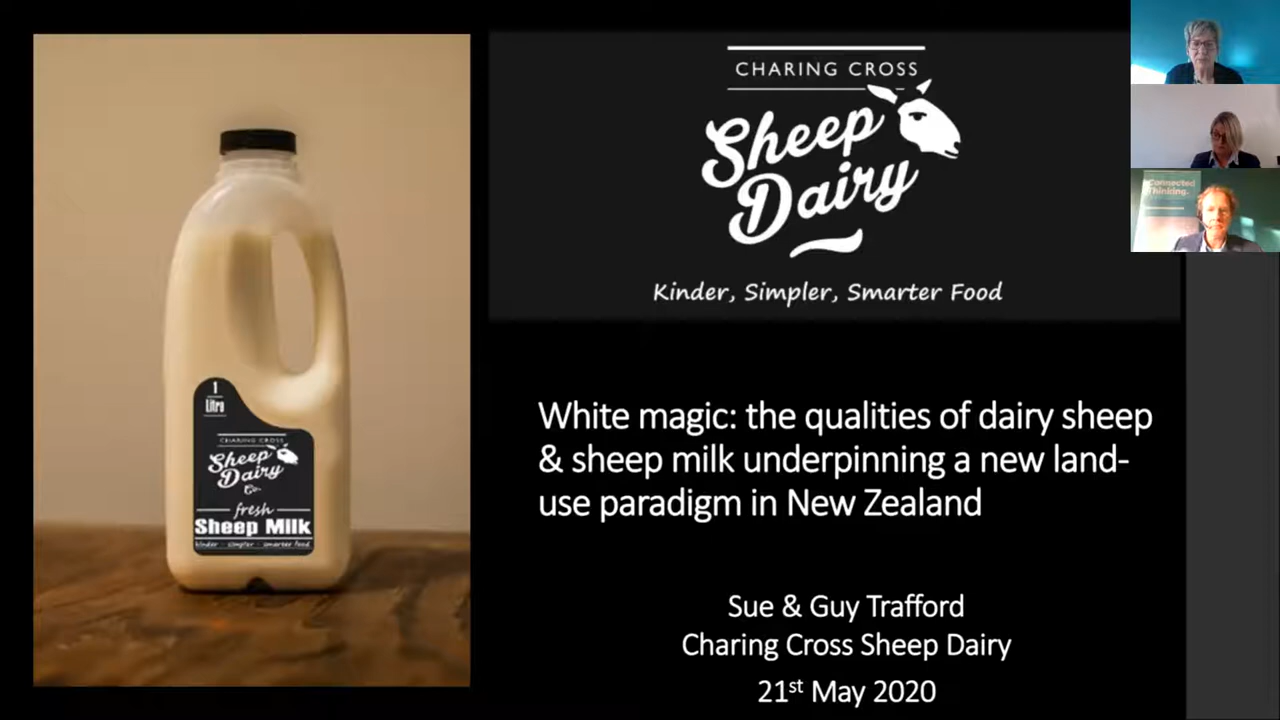 1
Litre
CHARING CROSS
Sheep
Dairy
Co
fresh
Sheep Milk
kinder - simpler - smarter food
CHARING CROSS
Sheep
Dairy
Kinder, Simpler, Smarter Food
White magic: the qualities of dairy sheep
& sheep milk underpinning a new land-
use paradigm in New Zealand
Sue & Guy Trafford
Charing Cross Sheep Dairy
21st May 2020
Connected
Thinking.